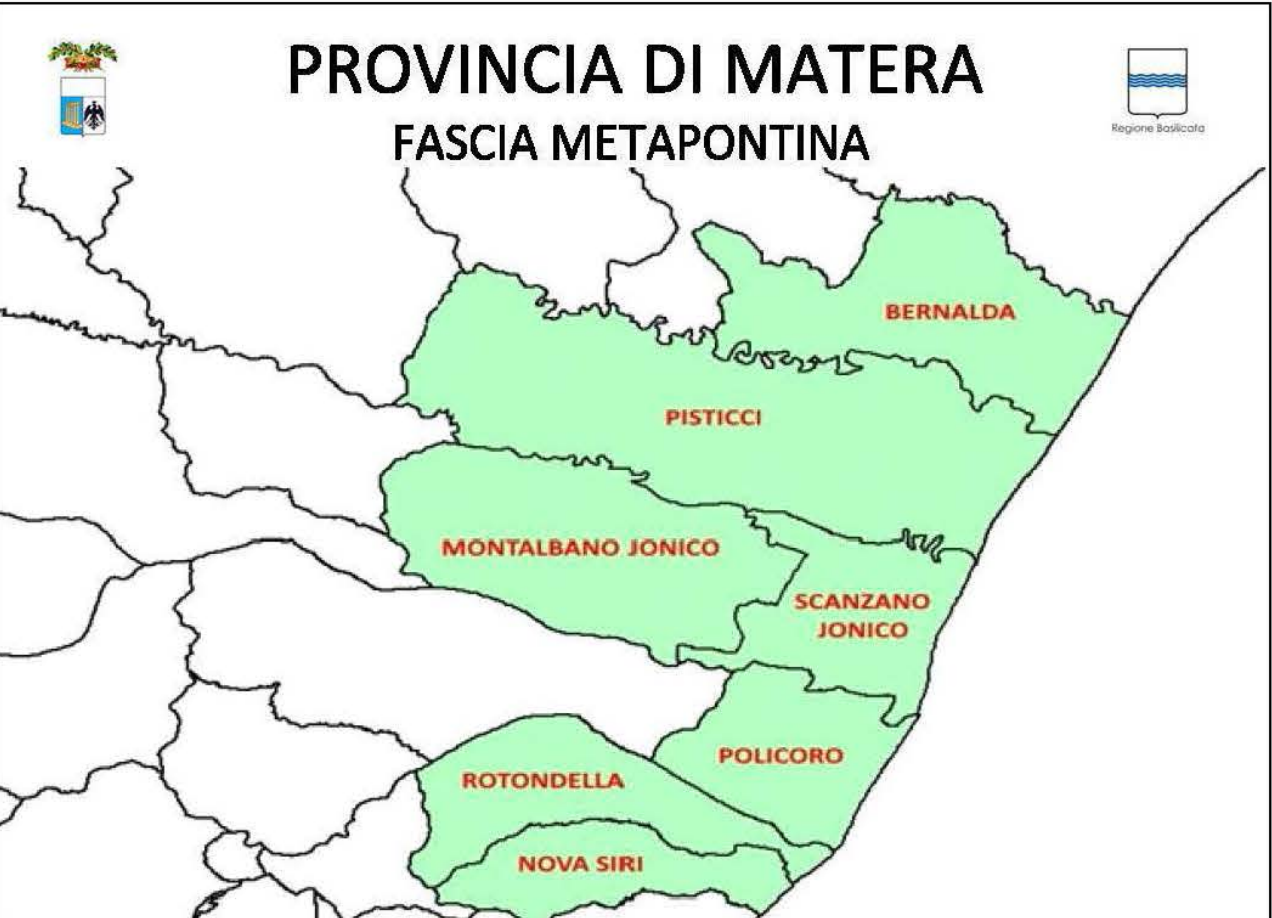 PROVINCIA DI MATERA
FASCIA METAPONTINA
Regione Basilicata
BERNALDA
PISTICCI
MONTALBANO JONICO
SCANZANO
JONICO
POLICORO
ROTONDELLA
NOVA SIRI